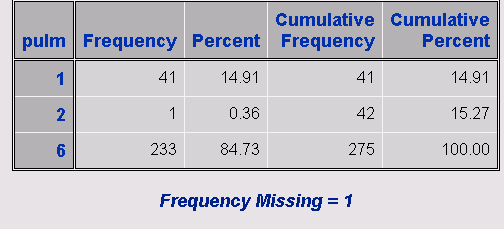 pulm Frequency Percent Cumulative Frequency Cumulative Percent
1 41 14.91 41 14.91
2 1 0.36 42 15.27
6 233 84.73 275 100.00
Frequency Missing = 1